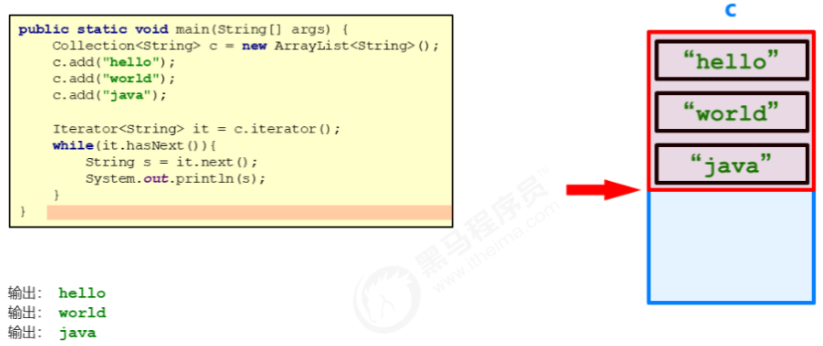 public static void main(String[] args) {
    Collection<String> c = new ArrayList<String>();
    c.add("hello");
    c.add("world");
    c.add("java");

    Iterator<String> it = c.iterator();
    while(it.hasNext()){
        String s = it.next();
        System.out.println(s);
    }
}
c
“hello”
“world”
“java”
黑马程序员
www.itheima.com
输出： hello
输出： world
输出： java